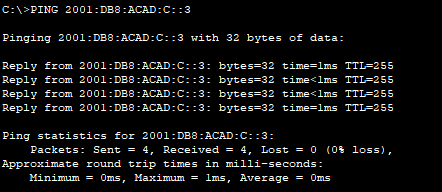 C:\>PING 2001:DB8:ACAD:C::3
Pinging 2001:DB8:ACAD:C::3 with 32 bytes of data:
Reply from 2001:DB8:ACAD:C::3: bytes=32 time=1ms TTL=255
Reply from 2001:DB8:ACAD:C::3: bytes=32 time<1ms TTL=255
Reply from 2001:DB8:ACAD:C::3: bytes=32 time<1ms TTL=255
Reply from 2001:DB8:ACAD:C::3: bytes=32 time=1ms TTL=255
Ping statistics for 2001:DB8:ACAD:C::3:
Packets: Sent = 4, Received = 4, Lost = 0 (0% loss),
Approximate round trip times in milli-seconds:
Minimum = 0ms, Maximum = 1ms, Average = 0ms